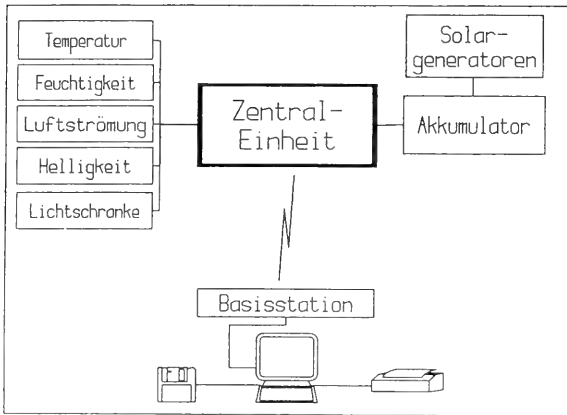 Temperatur
Feuchtigkeit
Luftströmung
Helligkeit
Lichtschranke
Zentral-
Einheit
Solar-
generatoren
Akkumulator
Basisstation